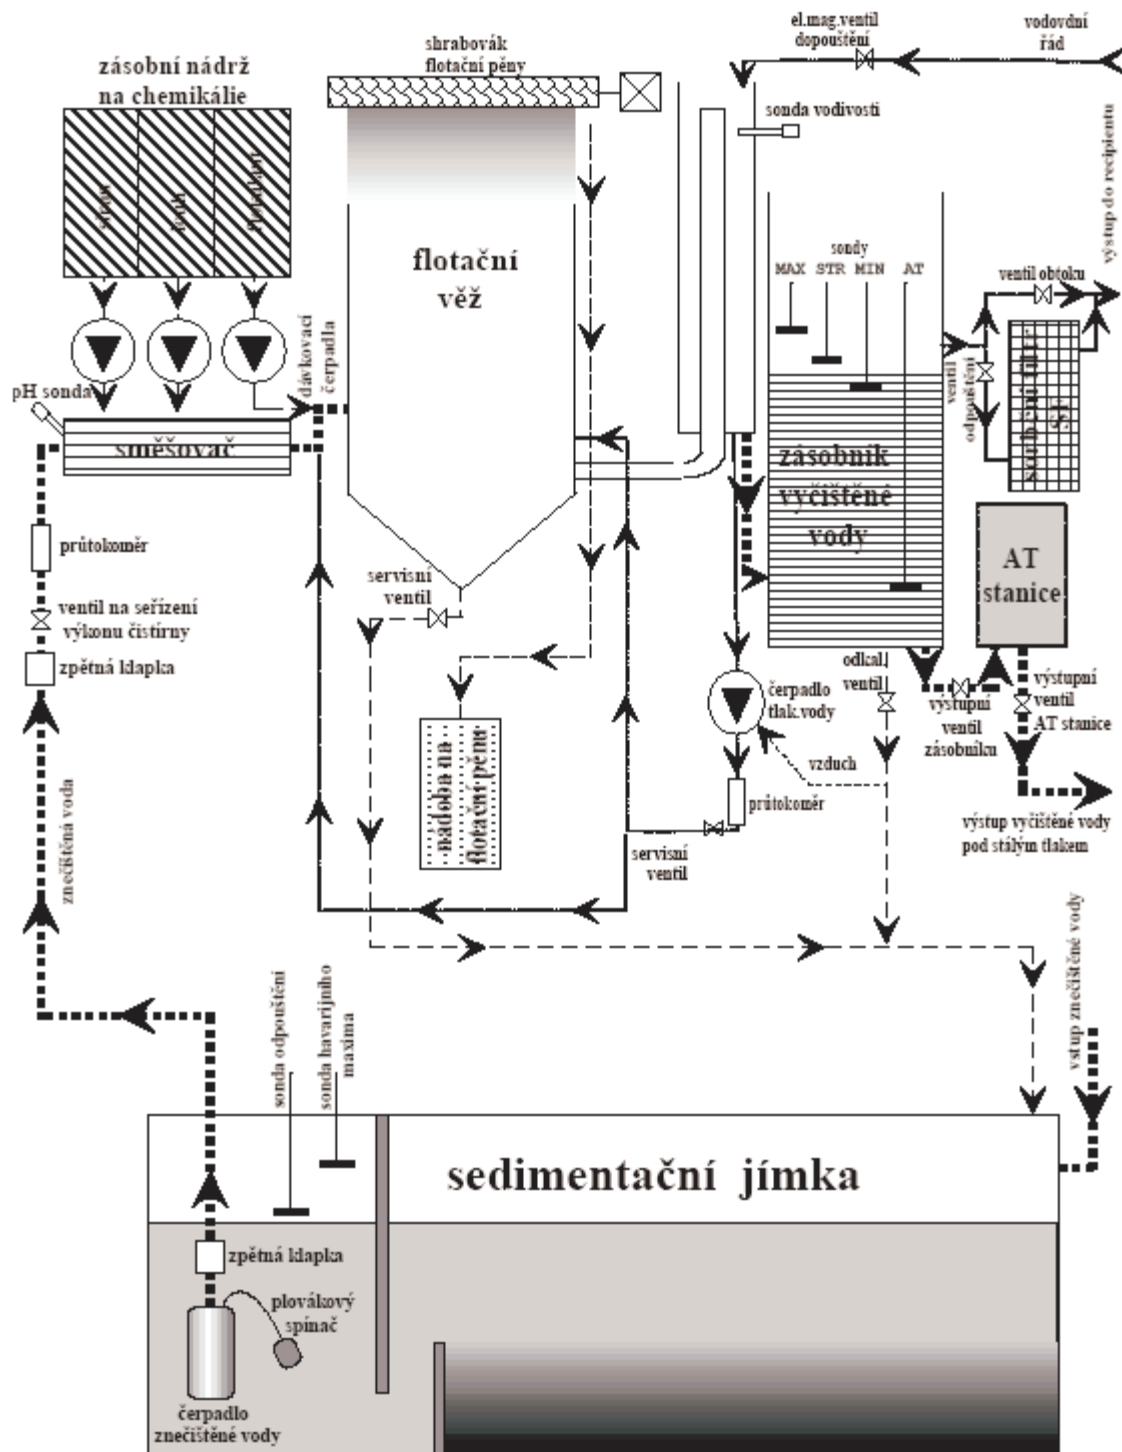 zásobní nádrž
na chemikálie
shrabovák
flotační pěny
el.mag.ventil
dopouštění
vodovdní
řád
sonda vodivosti
výstup do recipientu
flotační
věž
sondy
MAX STR MIN AT
ventil obtoku
dávkovací
čerpadla
pH sonda
směšovač
ventil
odpouštění
sorbční filtr
SF
zásobník
vyčištěné
vody
průtokoměr
ventil na seřízení
výkonu čistírny
zpětná klapka
servisní
ventil
AT
stanice
odkal.
ventil
čerpadlo
tlak.vody
výstupní
ventil
zásobníku
výstupní
ventil
AT stanice
vzduch
průtokoměr
nádoba na
flotační pěnu
servisní
ventil
výstup vyčištěné vody
pod stálým tlakem
znečištěná voda
vstup znečištěné vody
sonda odpouštění
sonda havarijního
maxima
sedimentační jímka
zpětná klapka
plovákový
spínač
čerpadlo
znečištěné vody